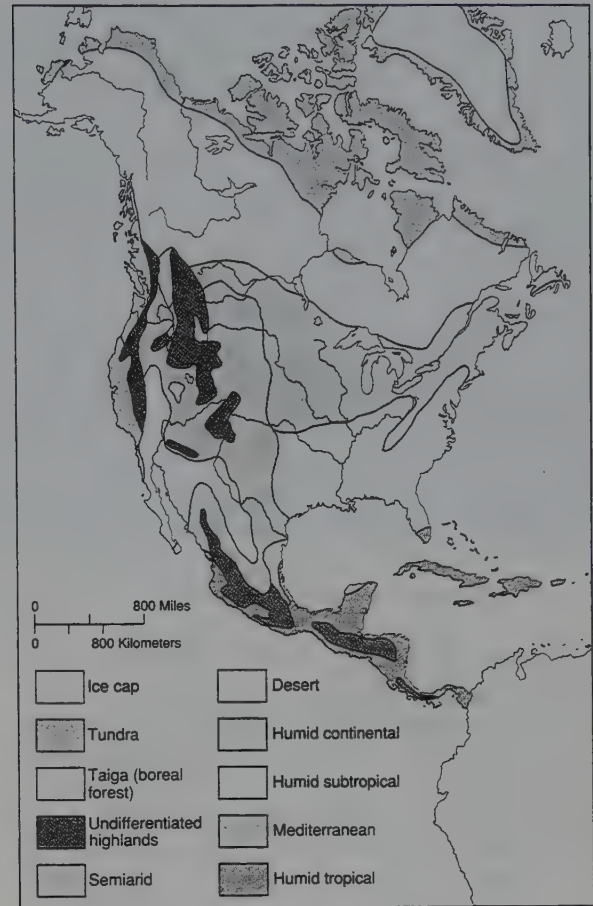 0 800 Miles
0 800 Kilometers
Ice cap
Tundra
Taiga (boreal
forest)
Undifferentiated
highlands
Semiarid
Desert
Humid continental
Humid subtropical
Mediterranean
Humid tropical